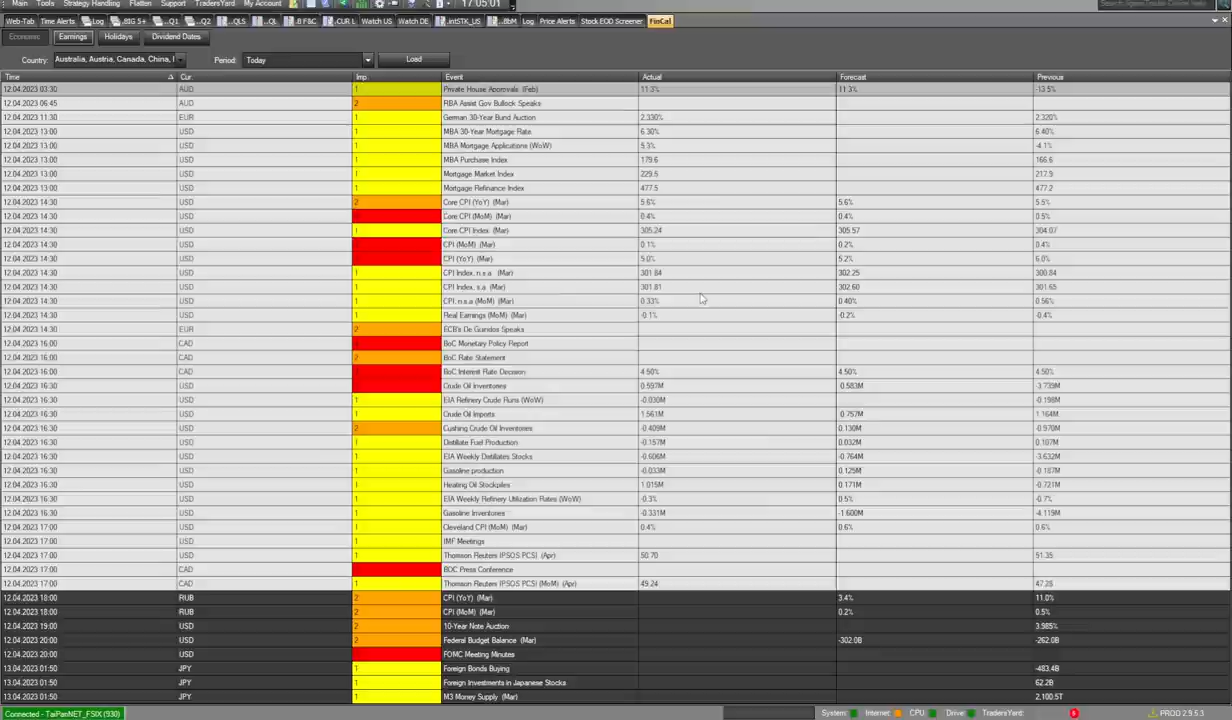 Main Tools Strategy Handling Flatten Support TradersYard My Account 17:05:01
Web-Tab Time Alerts Log .BIG 5+ ...Q1 ...Q2 ...QLS ...QL .B F&C .CUR L Watch US Watch DE ...intSTK_US ...8bM Log Price Alerts Stock EOD Screener FinCal
Economic Earnings Holidays Dividend Dates
Country: Australia, Austria, Canada, China, I Period: Today Load
Time Cur. Imp. Event Actual Forecast Previous
12.04.2023 03:30 AUD 1 Private House Approvals (Feb) 11.3% 11.3% -13.5%
12.04.2023 06:45 AUD 2 RBA Assist Gov Bullock Speaks
12.04.2023 11:30 EUR 1 German 30-Year Bund Auction 2.330% 2.320%
12.04.2023 13:00 USD 1 MBA 30-Year Mortgage Rate 6.30% 6.40%
12.04.2023 13:00 USD 1 MBA Mortgage Applications (WoW) 5.3% -4.1%
12.04.2023 13:00 USD 1 MBA Purchase Index 179.6 166.6
12.04.2023 13:00 USD 1 Mortgage Market Index 229.5 217.9
12.04.2023 13:00 USD 1 Mortgage Refinance Index 477.5 477.2
12.04.2023 14:30 USD 2 Core CPI (YoY) (Mar) 5.6% 5.6% 5.5%
12.04.2023 14:30 USD Core CPI (MoM) (Mar) 0.4% 0.4% 0.5%
12.04.2023 14:30 USD 1 Core CPI Index (Mar) 305.24 305.57 304.07
12.04.2023 14:30 USD CPI (MoM) (Mar) 0.1% 0.2% 0.4%
12.04.2023 14:30 USD CPI (YoY) (Mar) 5.0% 5.2% 6.0%
12.04.2023 14:30 USD 1 CPI Index, n.s.a. (Mar) 301.84 302.25 300.84
12.04.2023 14:30 USD 1 CPI Index, s.a (Mar) 301.81 302.60 301.65
12.04.2023 14:30 USD 1 CPI, n.s.a (MoM) (Mar) 0.33% 0.40% 0.56%
12.04.2023 14:30 USD 1 Real Earnings (MoM) (Mar) -0.1% -0.2% -0.4%
12.04.2023 14:30 EUR 2 ECB's De Guindos Speaks
12.04.2023 16:00 CAD BoC Monetary Policy Report
12.04.2023 16:00 CAD 2 BoC Rate Statement
12.04.2023 16:00 CAD BoC Interest Rate Decision 4.50% 4.50% 4.50%
12.04.2023 16:30 USD Crude Oil Inventories 0.597M -0.583M -3.739M
12.04.2023 16:30 USD 1 EIA Refinery Crude Runs (WoW) -0.030M -0.198M
12.04.2023 16:30 USD 1 Crude Oil Imports 1.561M -0.757M 1.164M
12.04.2023 16:30 USD 2 Cushing Crude Oil Inventories -0.409M 0.130M -0.970M
12.04.2023 16:30 USD 1 Distillate Fuel Production -0.157M 0.032M 0.107M
12.04.2023 16:30 USD 1 EIA Weekly Distillates Stocks -0.606M -0.764M -3.632M
12.04.2023 16:30 USD 1 Gasoline production -0.033M 0.125M -0.187M
12.04.2023 16:30 USD 1 Heating Oil Stockpiles 1.015M 0.171M -0.721M
12.04.2023 16:30 USD 1 EIA Weekly Refinery Utilization Rates (WoW) -0.3% 0.5% -0.7%
12.04.2023 16:30 USD 1 Gasoline Inventories -0.331M -1.600M -4.119M
12.04.2023 17:00 USD 1 Cleveland CPI (MoM) (Mar) 0.4% 0.6% 0.6%
12.04.2023 17:00 USD 1 IMF Meetings
12.04.2023 17:00 USD 1 Thomson Reuters IPSOS PCSI (Apr) 50.70 51.35
12.04.2023 17:00 CAD BOC Press Conference
12.04.2023 17:00 CAD 1 Thomson Reuters IPSOS PCSI (MoM) (Apr) 49.24 47.28
12.04.2023 18:00 RUB 2 CPI (YoY) (Mar) 3.4% 11.0%
12.04.2023 18:00 RUB 2 CPI (MoM) (Mar) 0.2% 0.5%
12.04.2023 19:00 USD 2 10-Year Note Auction 3.985%
12.04.2023 20:00 USD 2 Federal Budget Balance (Mar) -302.0B -262.0B
12.04.2023 20:00 USD FOMC Meeting Minutes
13.04.2023 01:50 JPY 1 Foreign Bonds Buying -483.4B
13.04.2023 01:50 JPY 1 Foreign Investments in Japanese Stocks 62.2B
13.04.2023 01:50 JPY 1 M3 Money Supply (Mar) 2,100.5T
Connected - TaiPanNET_FSIX (930) System: Internet: CPU: Drive: TradersYard: 6 PROD 2.9.5.3